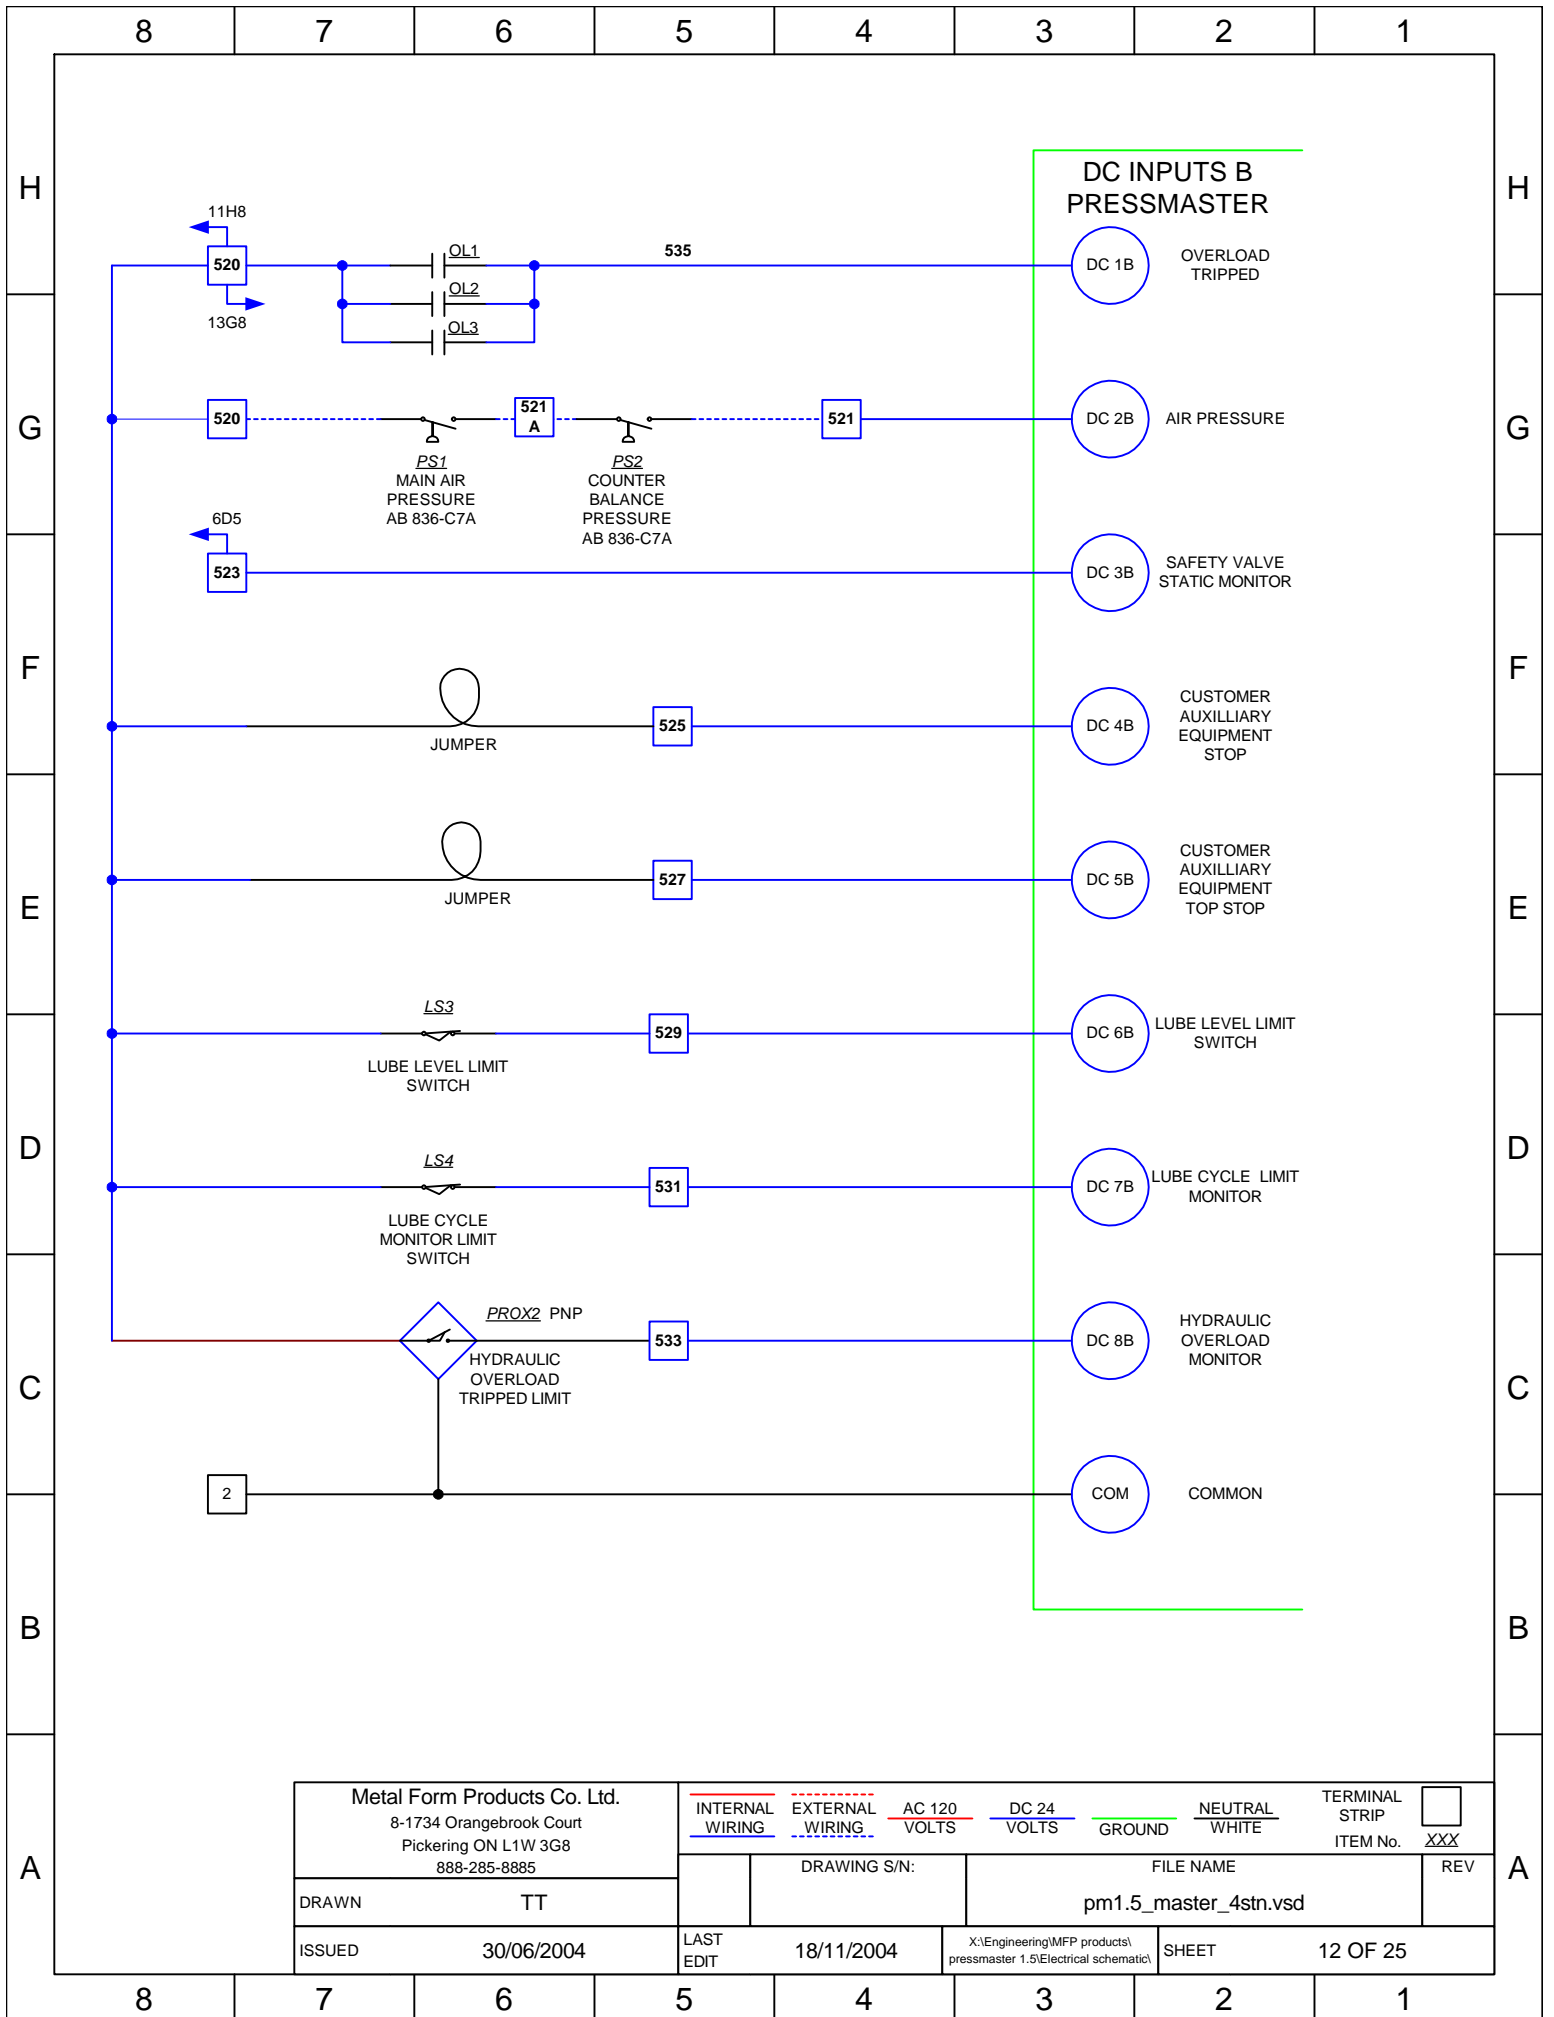 8 7 6 5 4 3 2 1
H H
DC INPUTS B
PRESSMASTER
11H8
520
13G8
OL1
OL2
OL3
535
DC 1B
OVERLOAD
TRIPPED
G G
520
PS1
MAIN AIR
PRESSURE
AB 836-C7A
521
A
PS2
COUNTER
BALANCE
PRESSURE
AB 836-C7A
521
DC 2B
AIR PRESSURE
6D5
523
DC 3B
SAFETY VALVE
STATIC MONITOR
F F
JUMPER
525
DC 4B
CUSTOMER
AUXILLIARY
EQUIPMENT
STOP
E E
JUMPER
527
DC 5B
CUSTOMER
AUXILLIARY
EQUIPMENT
TOP STOP
LS3
LUBE LEVEL LIMIT
SWITCH
529
DC 6B
LUBE LEVEL LIMIT
SWITCH
D D
LS4
LUBE CYCLE
MONITOR LIMIT
SWITCH
531
DC 7B
LUBE CYCLE LIMIT
MONITOR
C C
PROX2 PNP
HYDRAULIC
OVERLOAD
TRIPPED LIMIT
533
DC 8B
HYDRAULIC
OVERLOAD
MONITOR
2
COM
COMMON
B B
A A
Metal Form Products Co. Ltd.
8-1734 Orangebrook Court
Pickering ON L1W 3G8
888-285-8885
DRAWN TT
ISSUED 30/06/2004
INTERNAL
WIRING
EXTERNAL
WIRING
AC 120
VOLTS
DC 24
VOLTS
GROUND
NEUTRAL
WHITE
TERMINAL
STRIP
ITEM No. XXX
DRAWING S/N:
FILE NAME
pm1.5_master_4stn.vsd
REV
LAST
EDIT
18/11/2004
X:\Engineering\MFP products\
pressmaster 1.5\Electrical schematic\
SHEET 12 OF 25
8 7 6 5 4 3 2 1